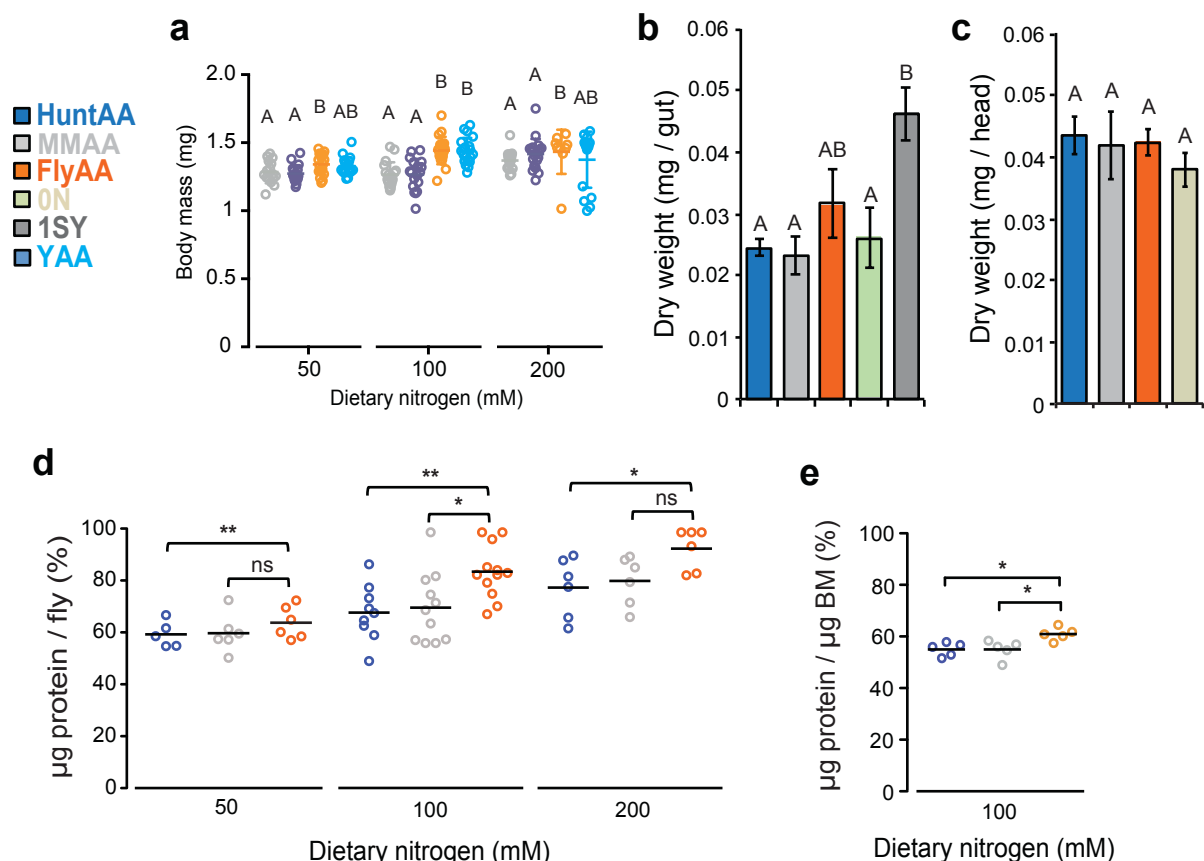 HuntAA
MMAA
FlyAA
0N
1SY
YAA
a
Body mass (mg)
2.0
1.5
1
0.5
0
A A B AB
A A B B
A A B AB
50 100 200
Dietary nitrogen (mM)
b
Dry weight (mg / gut)
0.06
0.05
0.04
0.03
0.02
0.01
0
A A AB A B
c
Dry weight (mg / head)
0.06
0.05
0.04
0.03
0.02
0.01
0
A A A A
d
µg protein / fly (%)
100
80
60
40
20
0
**
ns
**
*
*
ns
50 100 200
Dietary nitrogen (mM)
e
µg protein / µg BM (%)
100
80
60
40
20
0
*
*
100
Dietary nitrogen (mM)